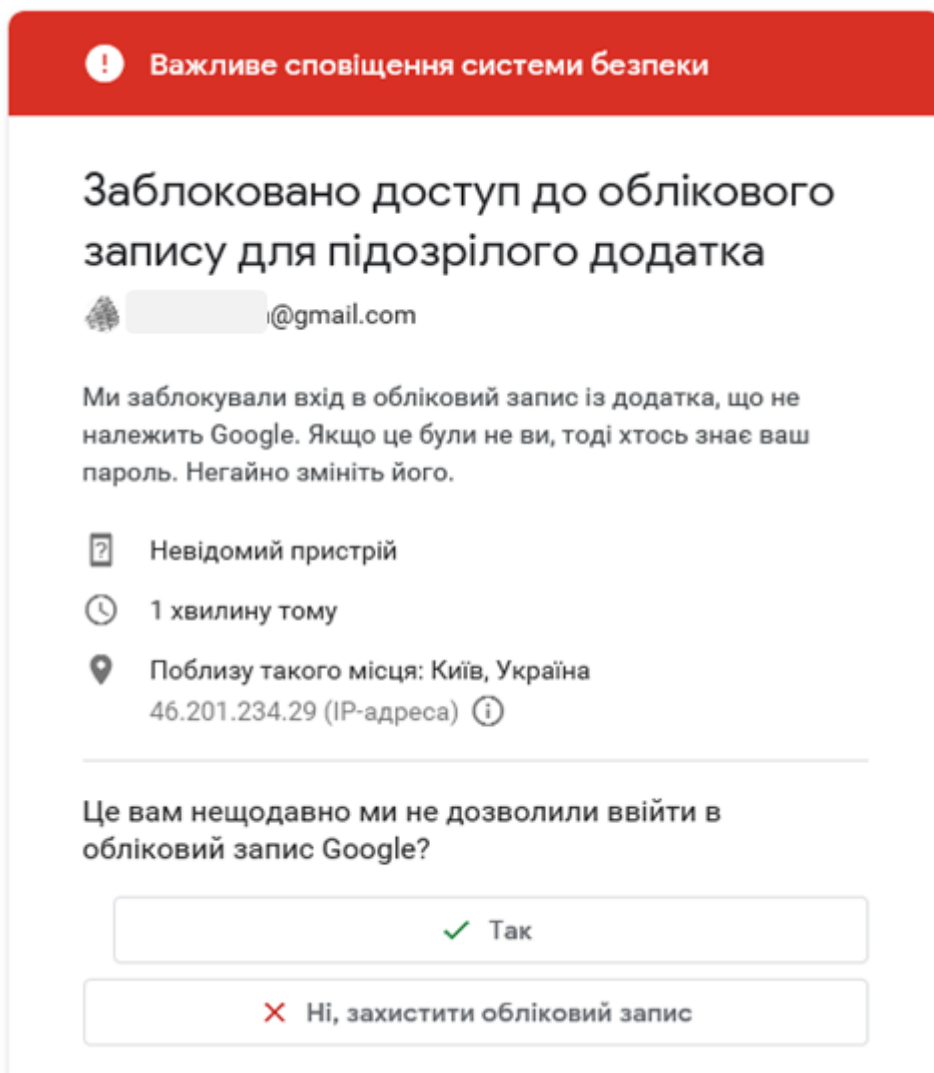 Важливе сповіщення системи безпеки
Заблоковано доступ до облікового
запису для підозрілого додатка
@gmail.com
Ми заблокували вхід в обліковий запис із додатка, що не
належить Google. Якщо це були не ви, тоді хтось знає ваш
пароль. Негайно змініть його.
Невідомий пристрій
1 хвилину тому
Поблизу такого місця: Київ, Україна
46.201.234.29 (IP-адреса)
Це вам нещодавно ми не дозволили ввійти в
обліковий запис Google?
Так
Ні, захистити обліковий запис